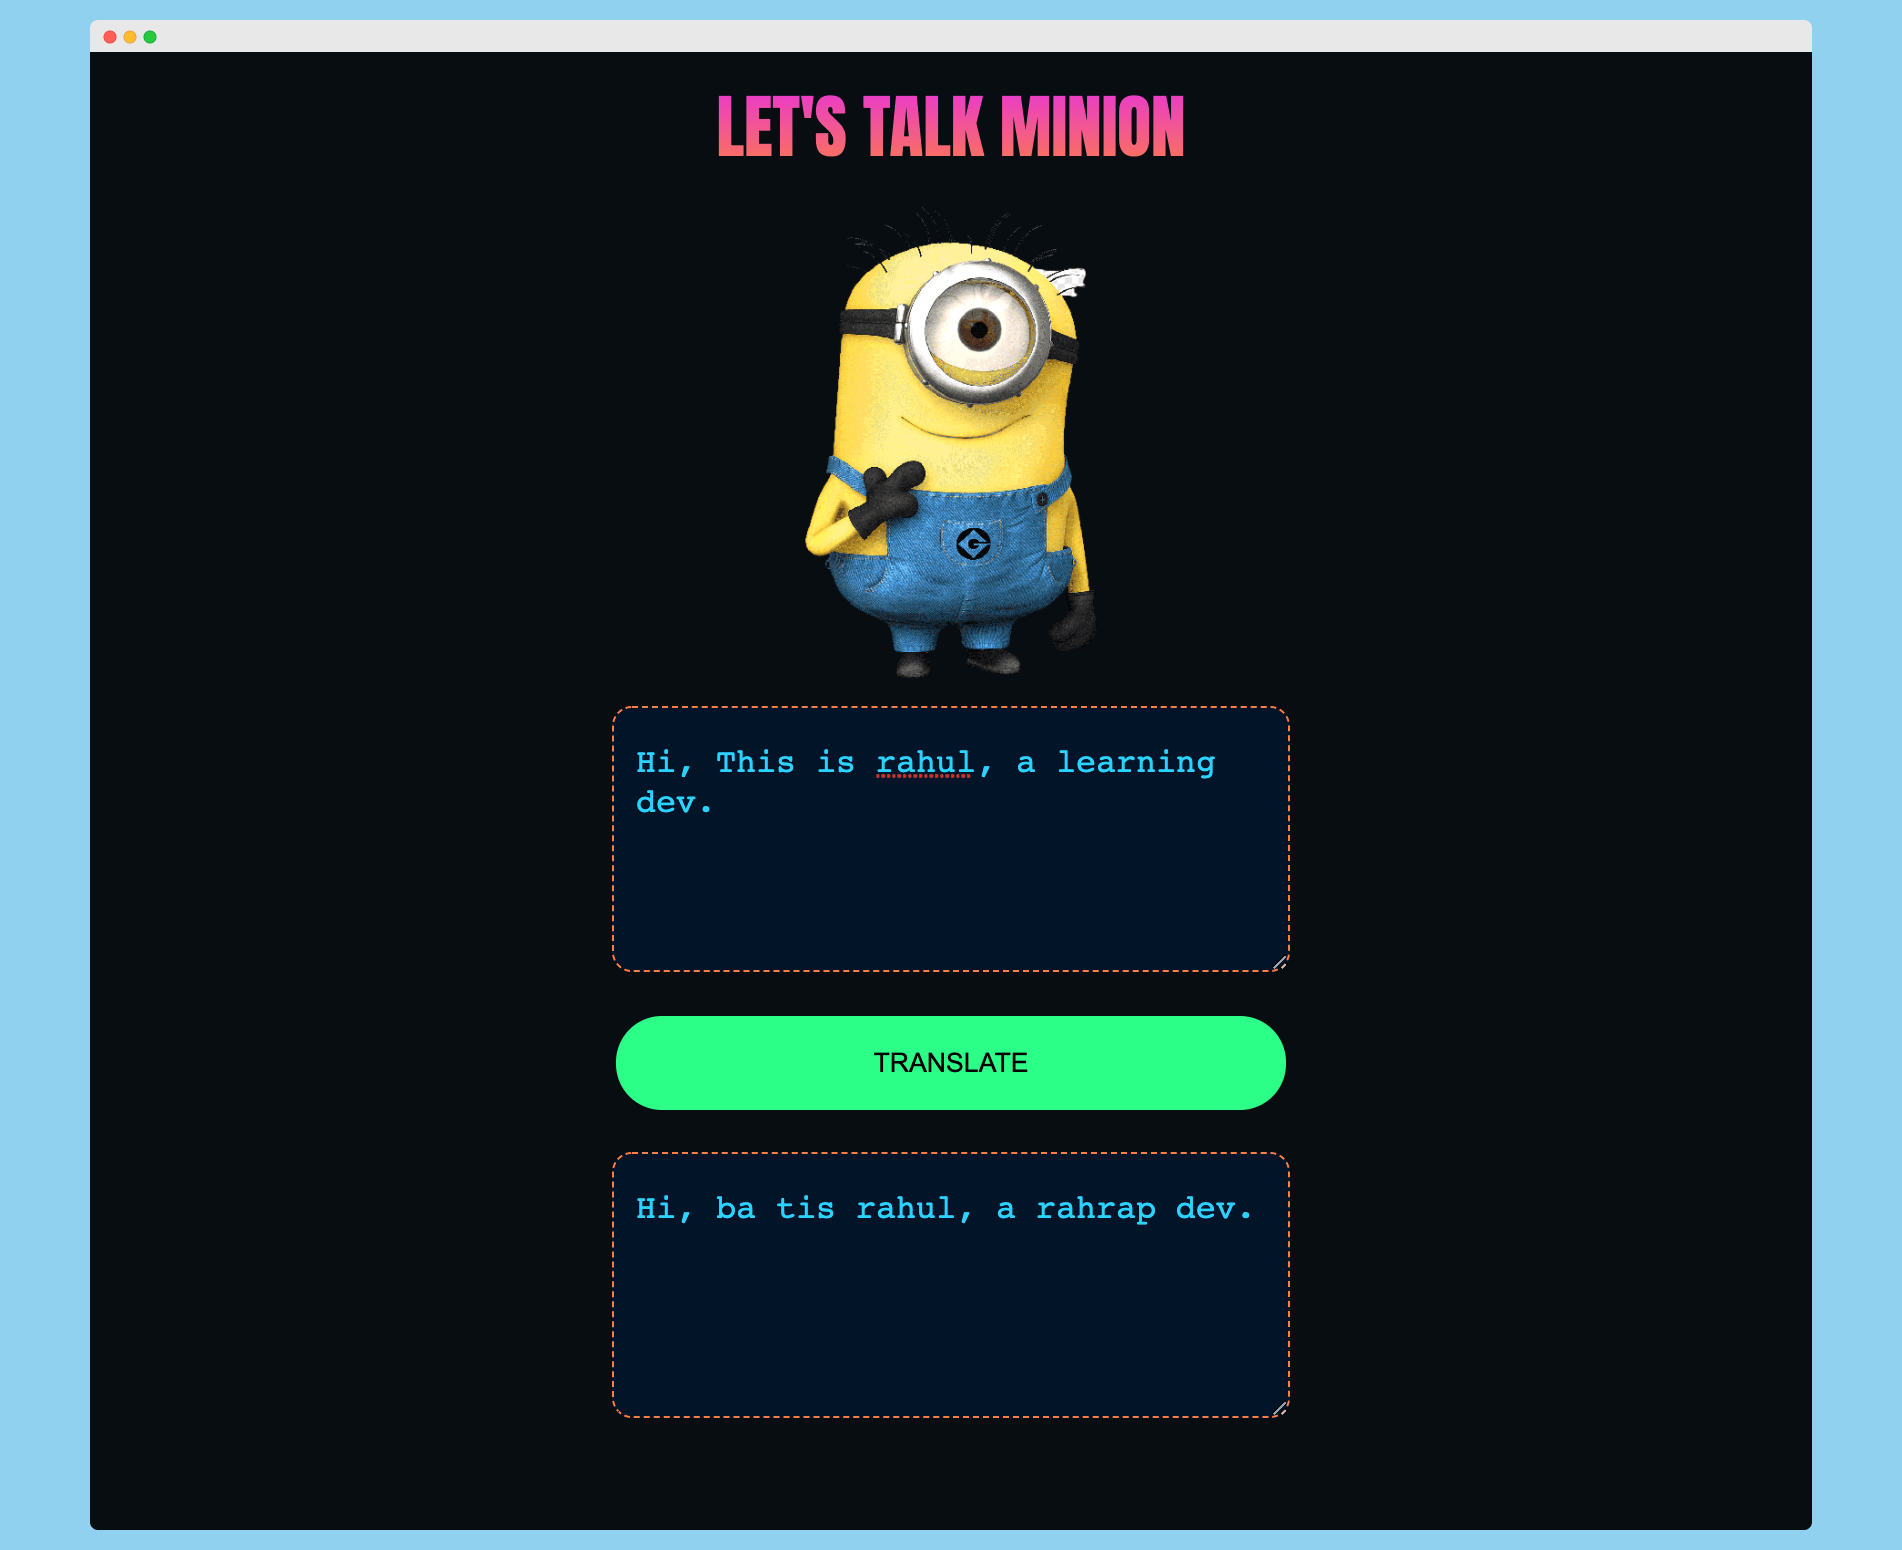 LET'S TALK MINION
G
Hi, This is rahul, a learning
dev.
TRANSLATE
Hi, ba tis rahul, a rahrap dev.